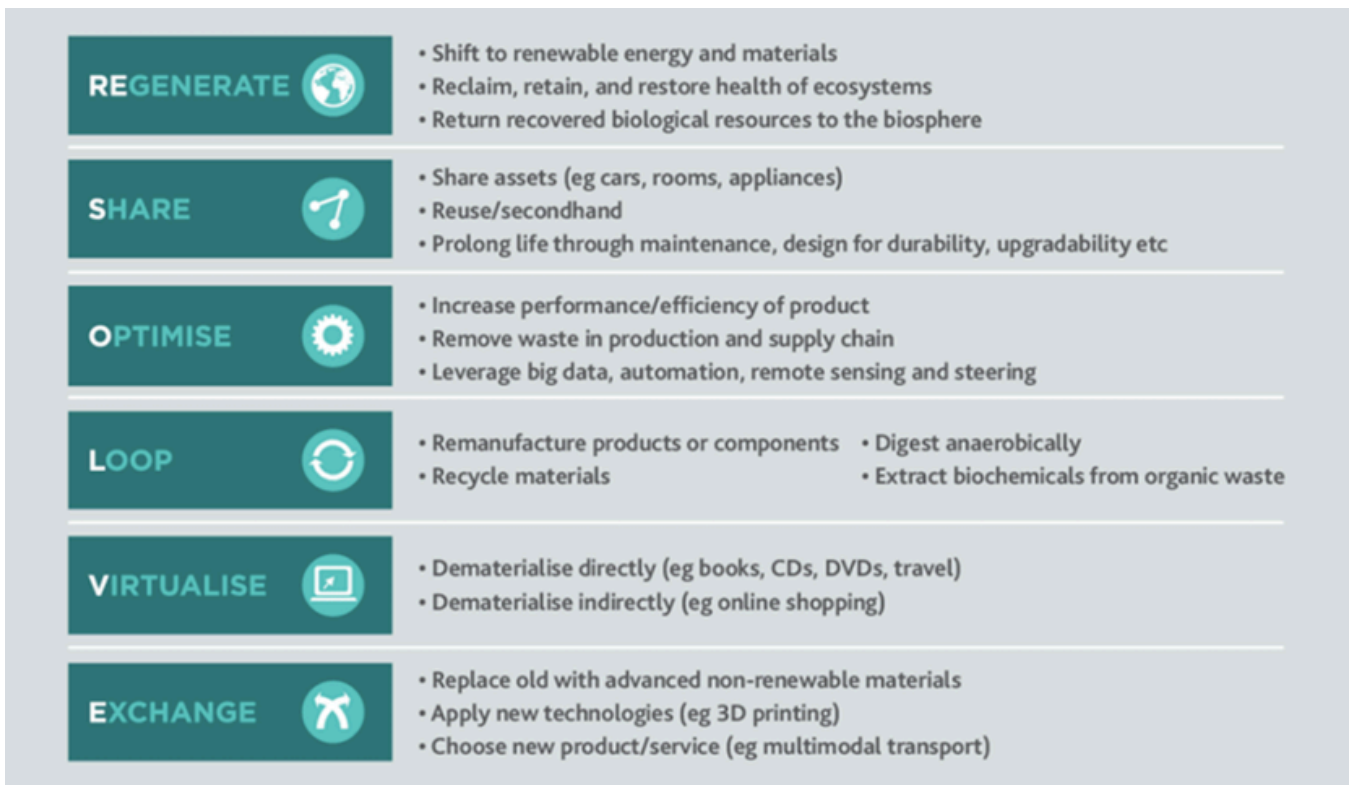 REGENERATE
• Shift to renewable energy and materials
• Reclaim, retain, and restore health of ecosystems
• Return recovered biological resources to the biosphere
SHARE
• Share assets (eg cars, rooms, appliances)
• Reuse/secondhand
• Prolong life through maintenance, design for durability, upgradability etc
OPTIMISE
• Increase performance/efficiency of product
• Remove waste in production and supply chain
• Leverage big data, automation, remote sensing and steering
LOOP
• Remanufacture products or components
• Recycle materials
• Digest anaerobically
• Extract biochemicals from organic waste
VIRTUALISE
• Dematerialise directly (eg books, CDs, DVDs, travel)
• Dematerialise indirectly (eg online shopping)
EXCHANGE
• Replace old with advanced non-renewable materials
• Apply new technologies (eg 3D printing)
• Choose new product/service (eg multimodal transport)